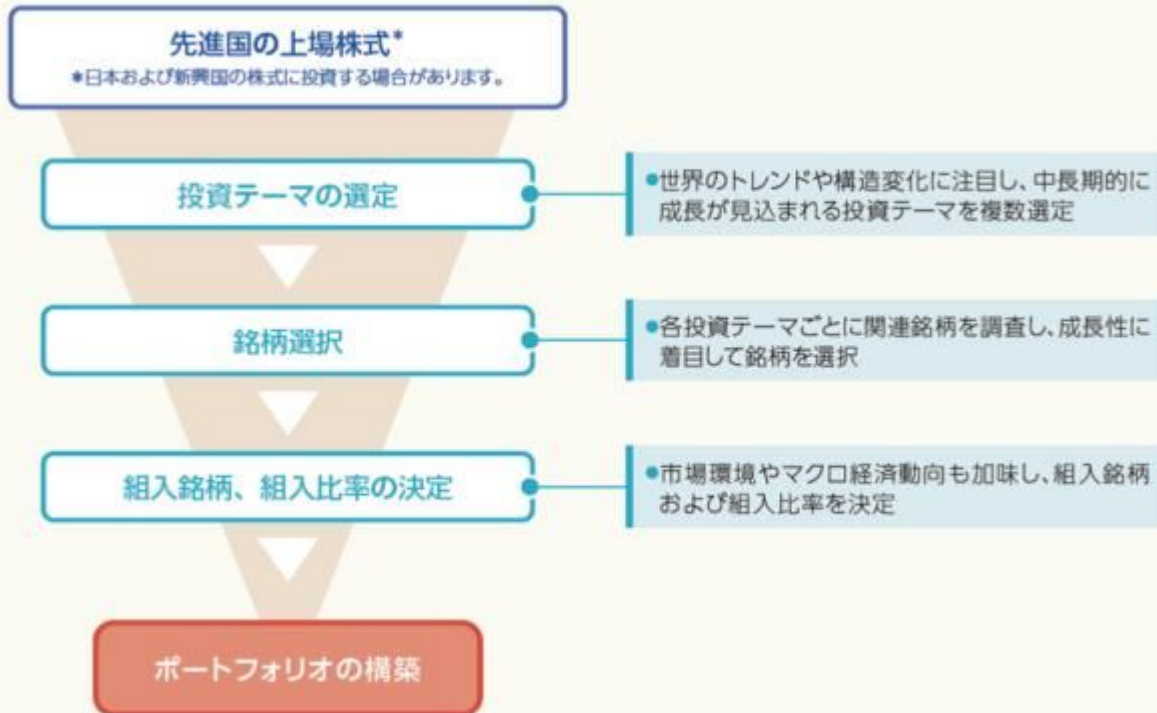 先進国の上場株式*
*日本および新興国の株式に投資する場合があります。
投資テーマの選定
●世界のトレンドや構造変化に注目し、中長期的に
成長が見込まれる投資テーマを複数選定
銘柄選択
●各投資テーマごとに関連銘柄を調査し、成長性に
着目して銘柄を選択
組入銘柄、組入比率の決定
●市場環境やマクロ経済動向も加味し、組入銘柄
および組入比率を決定
ポートフォリオの構築